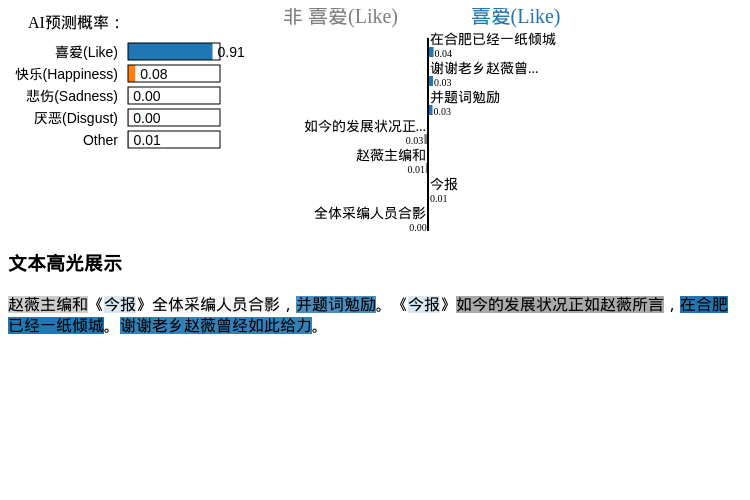 AI预测概率：
喜爱(Like) 0.91
快乐(Happiness) 0.08
悲伤(Sadness) 0.00
厌恶(Disgust) 0.00
Other 0.01
非 喜爱(Like) 喜爱(Like)
在合肥已经一纸倾城
0.04
谢谢老乡赵薇曾...
0.03
并题词勉励
0.03
如今的发展状况正...
0.03
赵薇主编和
0.01
今报
0.01
全体采编人员合影
0.00
文本高光展示
赵薇主编和《今报》全体采编人员合影，并题词勉励。《今报》如今的发展状况正如赵薇所言，在合肥
已经一纸倾城。谢谢老乡赵薇曾经如此给力。